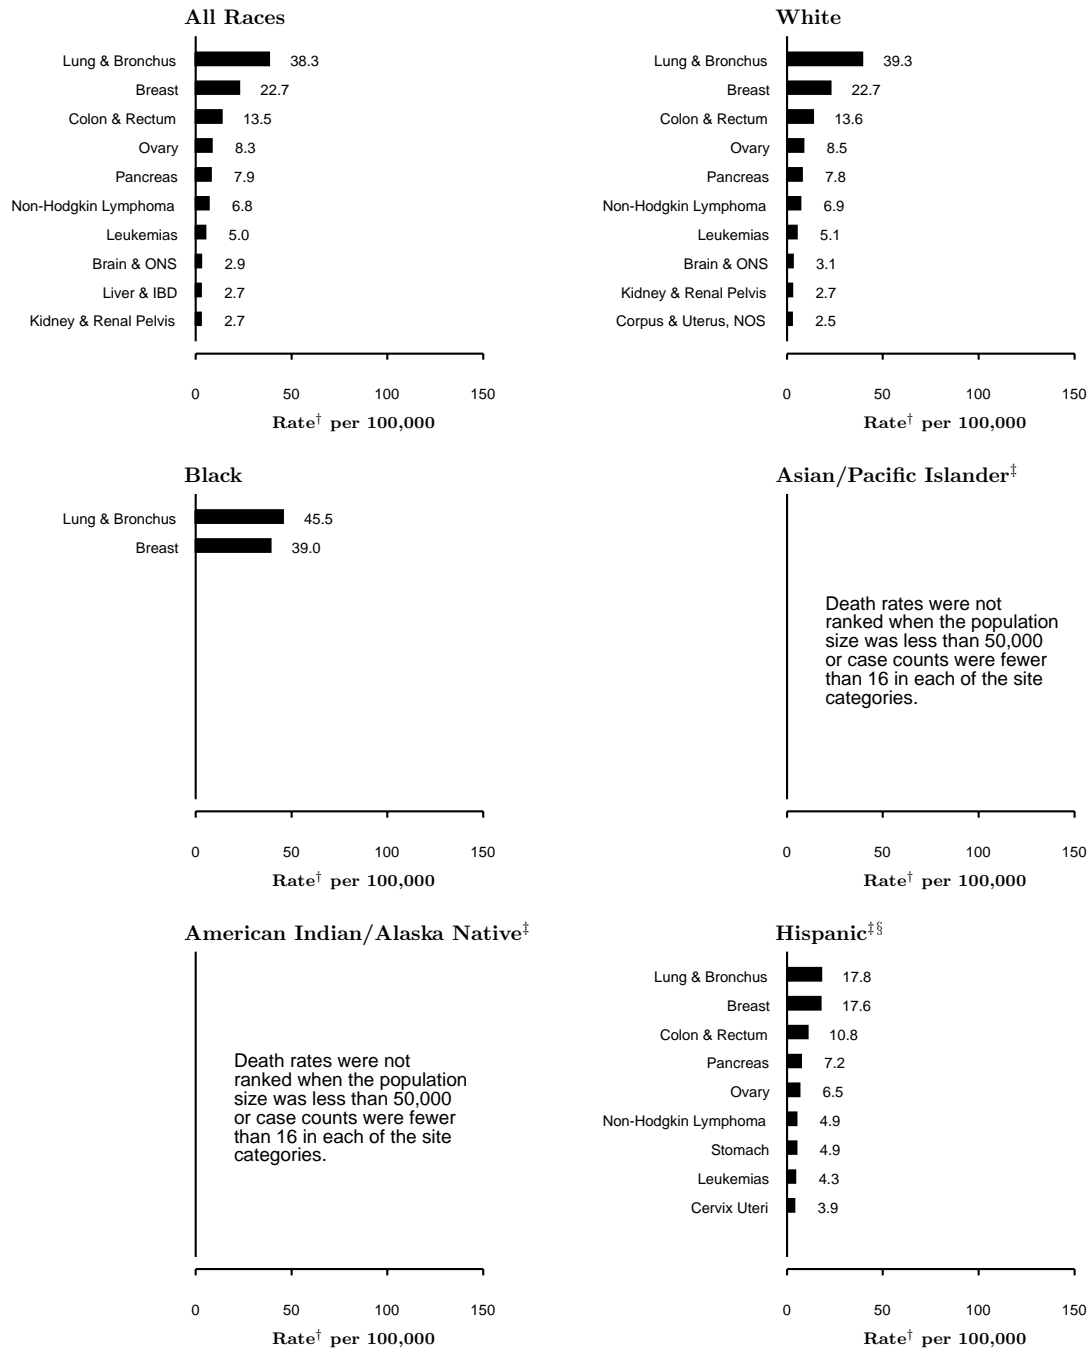 All Races
Lung & Bronchus 38.3
Breast 22.7
Colon & Rectum 13.5
Ovary 8.3
Pancreas 7.9
Non-Hodgkin Lymphoma 6.8
Leukemias 5.0
Brain & ONS 2.9
Liver & IBD 2.7
Kidney & Renal Pelvis 2.7
0 50 100 150
Rate† per 100,000
White
Lung & Bronchus 39.3
Breast 22.7
Colon & Rectum 13.6
Ovary 8.5
Pancreas 7.8
Non-Hodgkin Lymphoma 6.9
Leukemias 5.1
Brain & ONS 3.1
Kidney & Renal Pelvis 2.7
Corpus & Uterus, NOS 2.5
0 50 100 150
Rate† per 100,000
Black
Lung & Bronchus 45.5
Breast 39.0
0 50 100 150
Rate† per 100,000
Asian/Pacific Islander‡
Death rates were not
ranked when the population
size was less than 50,000
or case counts were fewer
than 16 in each of the site
categories.
0 50 100 150
Rate† per 100,000
American Indian/Alaska Native‡
Death rates were not
ranked when the population
size was less than 50,000
or case counts were fewer
than 16 in each of the site
categories.
0 50 100 150
Rate† per 100,000
Hispanic‡§
Lung & Bronchus 17.8
Breast 17.6
Colon & Rectum 10.8
Pancreas 7.2
Ovary 6.5
Non-Hodgkin Lymphoma 4.9
Stomach 4.9
Leukemias 4.3
Cervix Uteri 3.9
0 50 100 150
Rate† per 100,000